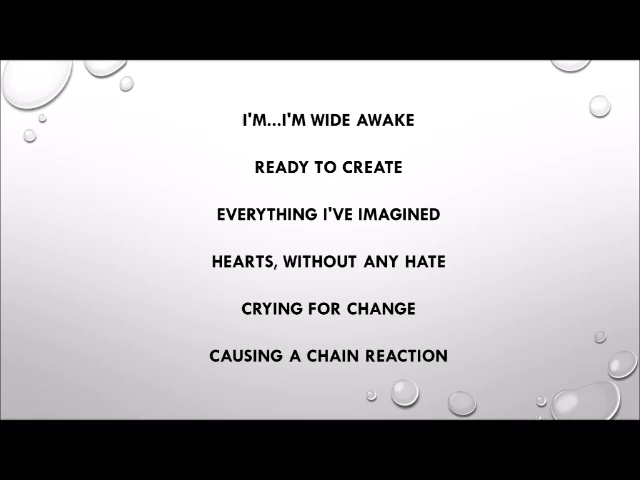 I'M...I'M WIDE AWAKE
READY TO CREATE
EVERYTHING I'VE IMAGINED
HEARTS, WITHOUT ANY HATE
CRYING FOR CHANGE
CAUSING A CHAIN REACTION